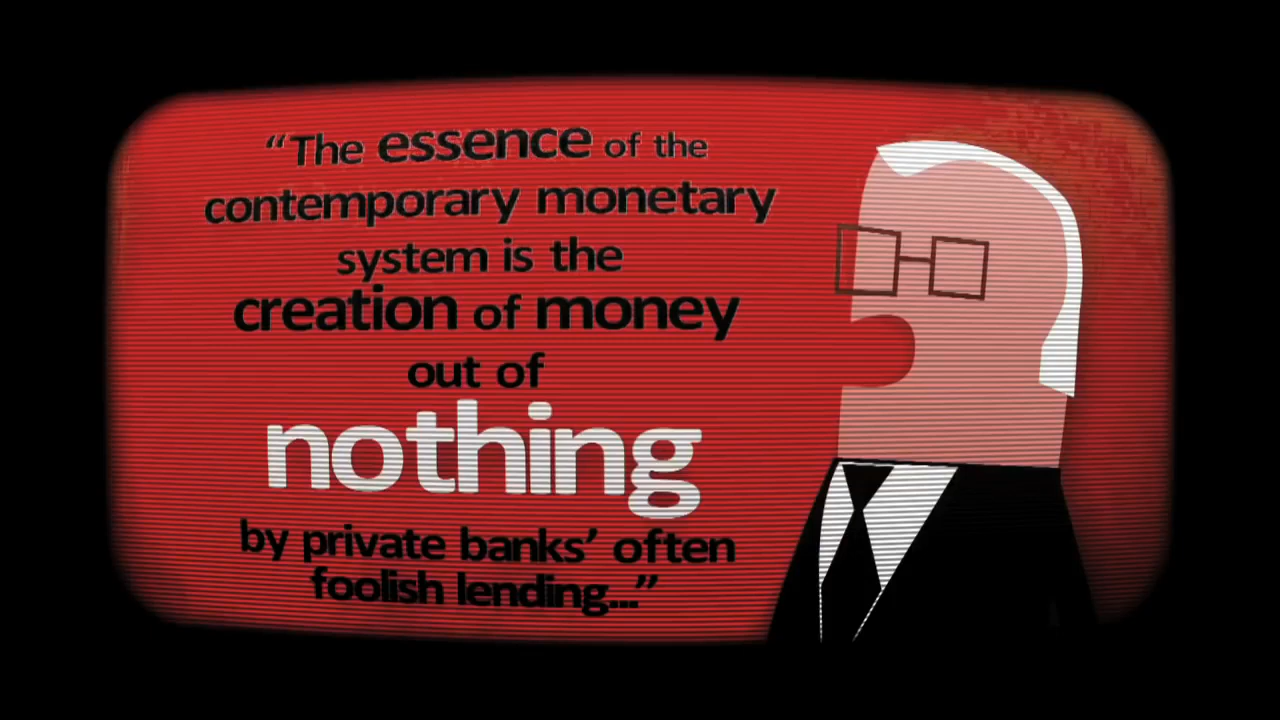 “The essence of the
contemporary monetary
system is the
creation of money
out of
nothing
by private banks’ often
foolish lending...”